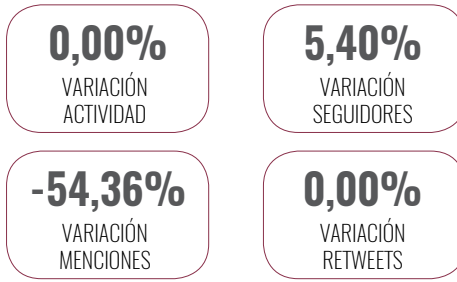 0,00%
VARIACIÓN
ACTIVIDAD
5,40%
VARIACIÓN
SEGUIDORES
-54,36%
VARIACIÓN
MENCIONES
0,00%
VARIACIÓN
RETWEETS